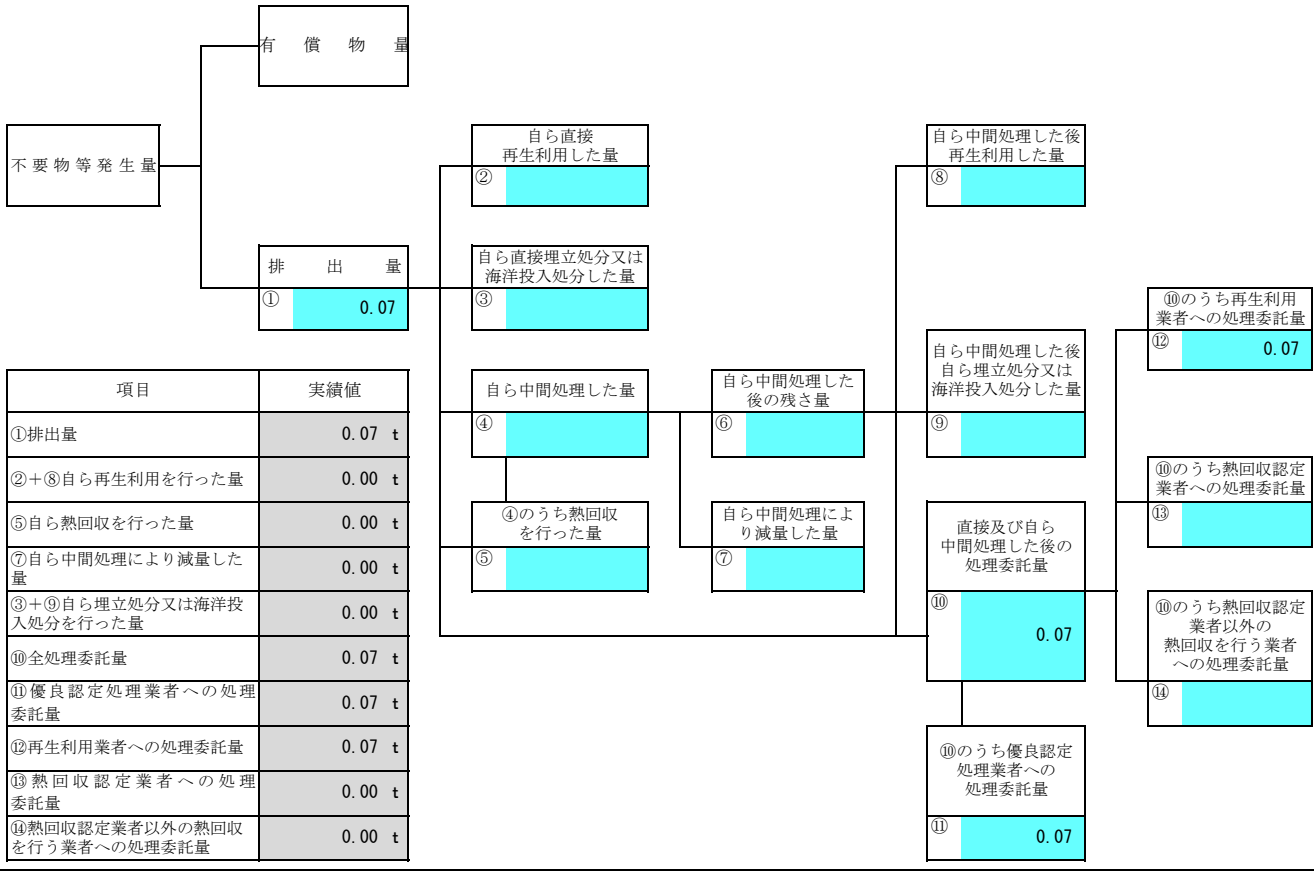 有償物量
不要物等発生量
排出量
① 0.07
自ら直接
再生利用した量
②
自ら直接埋立処分又は
海洋投入処分した量
③
自ら中間処理した量
④
④のうち熱回収
を行った量
⑤
自ら中間処理した
後の残さ量
⑥
自ら中間処理によ
り減量した量
⑦
自ら中間処理した後
再生利用した量
⑧
自ら中間処理した後
自ら埋立処分又は
海洋投入処分した量
⑨
直接及び自ら
中間処理した後の
処理委託量
⑩ 0.07
⑩のうち優良認定
処理業者への
処理委託量
⑪ 0.07
⑩のうち再生利用
業者への処理委託量
⑫ 0.07
⑩のうち熱回収認定
業者への処理委託量
⑬
⑩のうち熱回収認定
業者以外の
熱回収を行う業者
への処理委託量
⑭
項目 実績値
①排出量 0.07 t
②+⑧自ら再生利用を行った量 0.00 t
⑤自ら熱回収を行った量 0.00 t
⑦自ら中間処理により減量した
量 0.00 t
③+⑨自ら埋立処分又は海洋投
入処分を行った量 0.00 t
⑩全処理委託量 0.07 t
⑪優良認定処理業者への処理
委託量 0.07 t
⑫再生利用業者への処理委託量 0.07 t
⑬熱回収認定業者への処理
委託量 0.00 t
⑭熱回収認定業者以外の熱回収
を行う業者への処理委託量 0.00 t